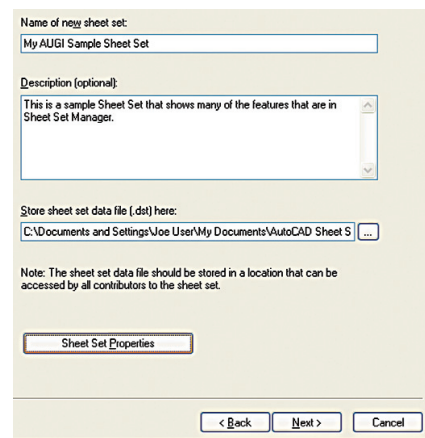 Name of new sheet set:
My AUGI Sample Sheet Set
Description (optional):
This is a sample Sheet Set that shows many of the features that are in
Sheet Set Manager.
Store sheet set data file (.dst) here:
C:\Documents and Settings\Joe User\My Documents\AutoCAD Sheet S
...
Note: The sheet set data file should be stored in a location that can be
accessed by all contributors to the sheet set.
Sheet Set Properties
< Back Next > Cancel